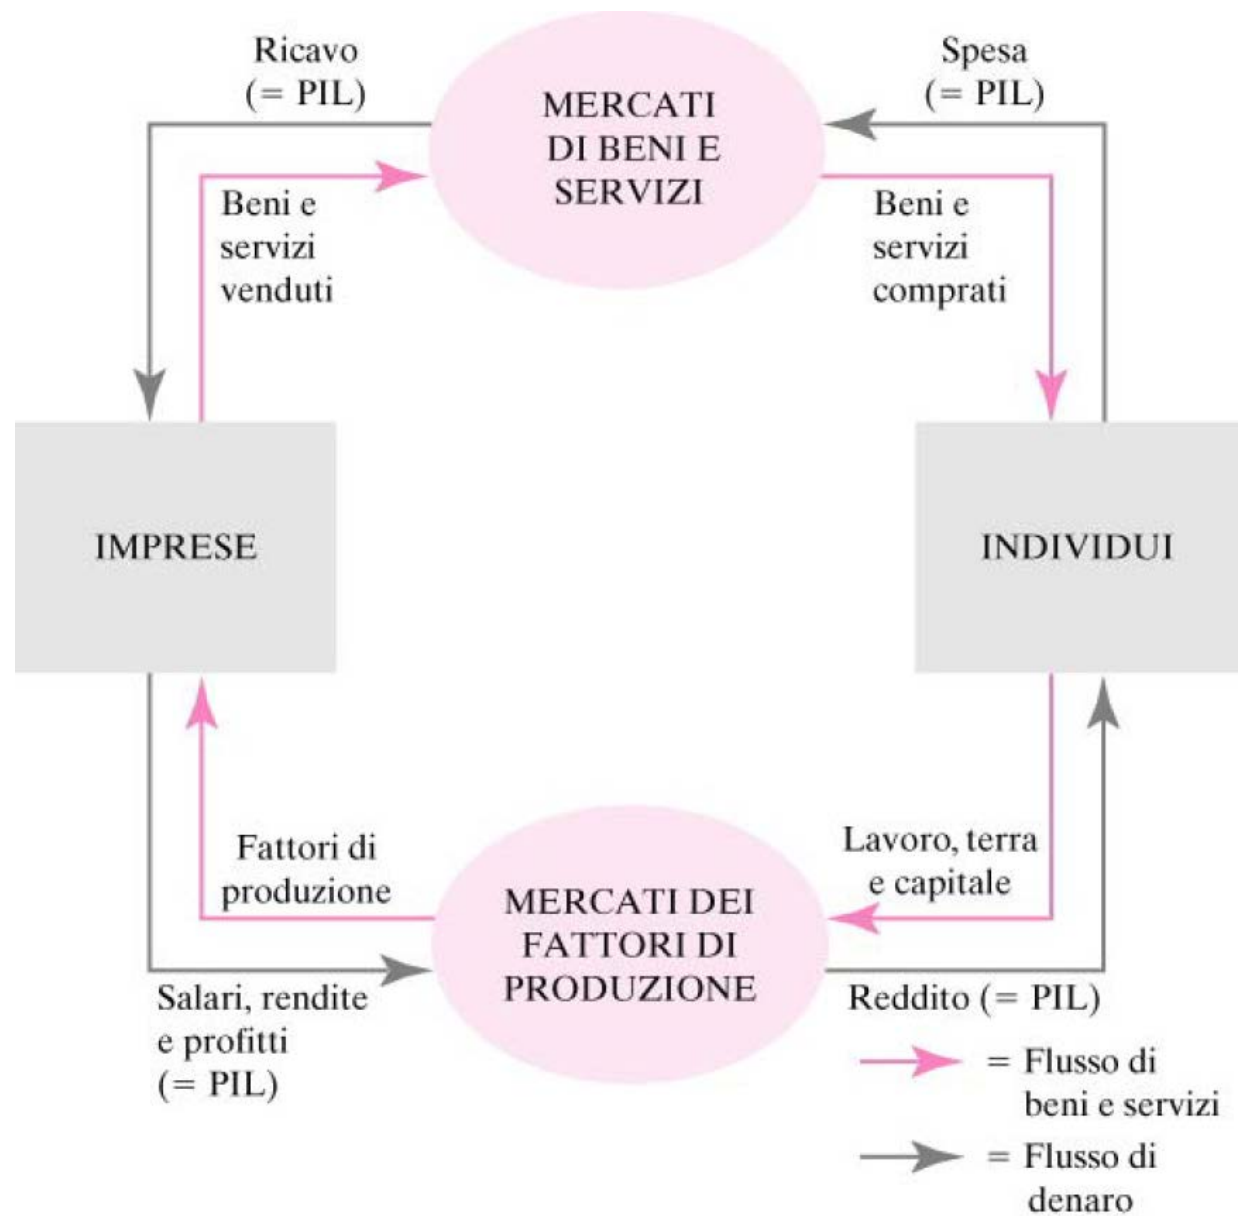 Ricavo
(= PIL)
MERCATI
DI BENI E
SERVIZI
Spesa
(= PIL)
Beni e
servizi
venduti
Beni e
servizi
comprati
IMPRESE
INDIVIDUI
Fattori di
produzione
MERCATI DEI
FATTORI DI
PRODUZIONE
Lavoro, terra
e capitale
Salari, rendite
e profitti
(= PIL)
Reddito (= PIL)
= Flusso di
beni e servizi
= Flusso di
denaro